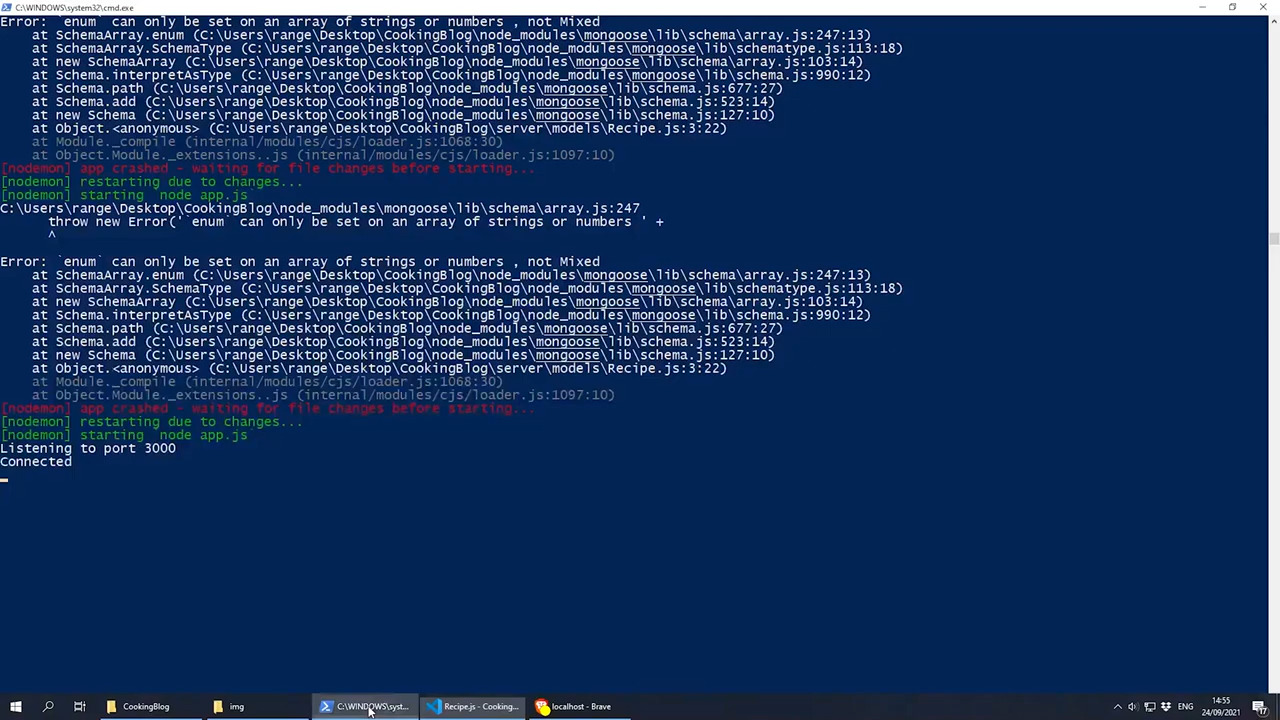 C:\WINDOWS\system32\cmd.exe
Error: `enum` can only be set on an array of strings or numbers , not Mixed
    at SchemaArray.enum (C:\Users\range\Desktop\CookingBlog\node_modules\mongoose\lib\schema\array.js:247:13)
    at SchemaArray.SchemaType (C:\Users\range\Desktop\CookingBlog\node_modules\mongoose\lib\schematype.js:113:18)
    at new SchemaArray (C:\Users\range\Desktop\CookingBlog\node_modules\mongoose\lib\schema\array.js:103:14)
    at Schema.interpretAsType (C:\Users\range\Desktop\CookingBlog\node_modules\mongoose\lib\schema.js:990:12)
    at Schema.path (C:\Users\range\Desktop\CookingBlog\node_modules\mongoose\lib\schema.js:677:27)
    at Schema.add (C:\Users\range\Desktop\CookingBlog\node_modules\mongoose\lib\schema.js:523:14)
    at new Schema (C:\Users\range\Desktop\CookingBlog\node_modules\mongoose\lib\schema.js:127:10)
    at Object.<anonymous> (C:\Users\range\Desktop\CookingBlog\server\models\Recipe.js:3:22)
    at Module._compile (internal/modules/cjs/loader.js:1068:30)
    at Object.Module._extensions..js (internal/modules/cjs/loader.js:1097:10)
[nodemon] app crashed - waiting for file changes before starting...
[nodemon] restarting due to changes...
[nodemon] starting `node app.js`
C:\Users\range\Desktop\CookingBlog\node_modules\mongoose\lib\schema\array.js:247
      throw new Error('`enum` can only be set on an array of strings or numbers ' +
      ^
Error: `enum` can only be set on an array of strings or numbers , not Mixed
    at SchemaArray.enum (C:\Users\range\Desktop\CookingBlog\node_modules\mongoose\lib\schema\array.js:247:13)
    at SchemaArray.SchemaType (C:\Users\range\Desktop\CookingBlog\node_modules\mongoose\lib\schematype.js:113:18)
    at new SchemaArray (C:\Users\range\Desktop\CookingBlog\node_modules\mongoose\lib\schema\array.js:103:14)
    at Schema.interpretAsType (C:\Users\range\Desktop\CookingBlog\node_modules\mongoose\lib\schema.js:990:12)
    at Schema.path (C:\Users\range\Desktop\CookingBlog\node_modules\mongoose\lib\schema.js:677:27)
    at Schema.add (C:\Users\range\Desktop\CookingBlog\node_modules\mongoose\lib\schema.js:523:14)
    at new Schema (C:\Users\range\Desktop\CookingBlog\node_modules\mongoose\lib\schema.js:127:10)
    at Object.<anonymous> (C:\Users\range\Desktop\CookingBlog\server\models\Recipe.js:3:22)
    at Module._compile (internal/modules/cjs/loader.js:1068:30)
    at Object.Module._extensions..js (internal/modules/cjs/loader.js:1097:10)
[nodemon] app crashed - waiting for file changes before starting...
[nodemon] restarting due to changes...
[nodemon] starting `node app.js`
Listening to port 3000
Connected
CookingBlog
img
C:\WINDOWS\syst...
Recipe.js - Cooking...
localhost - Brave
ENG
14:55
24/09/2021
17